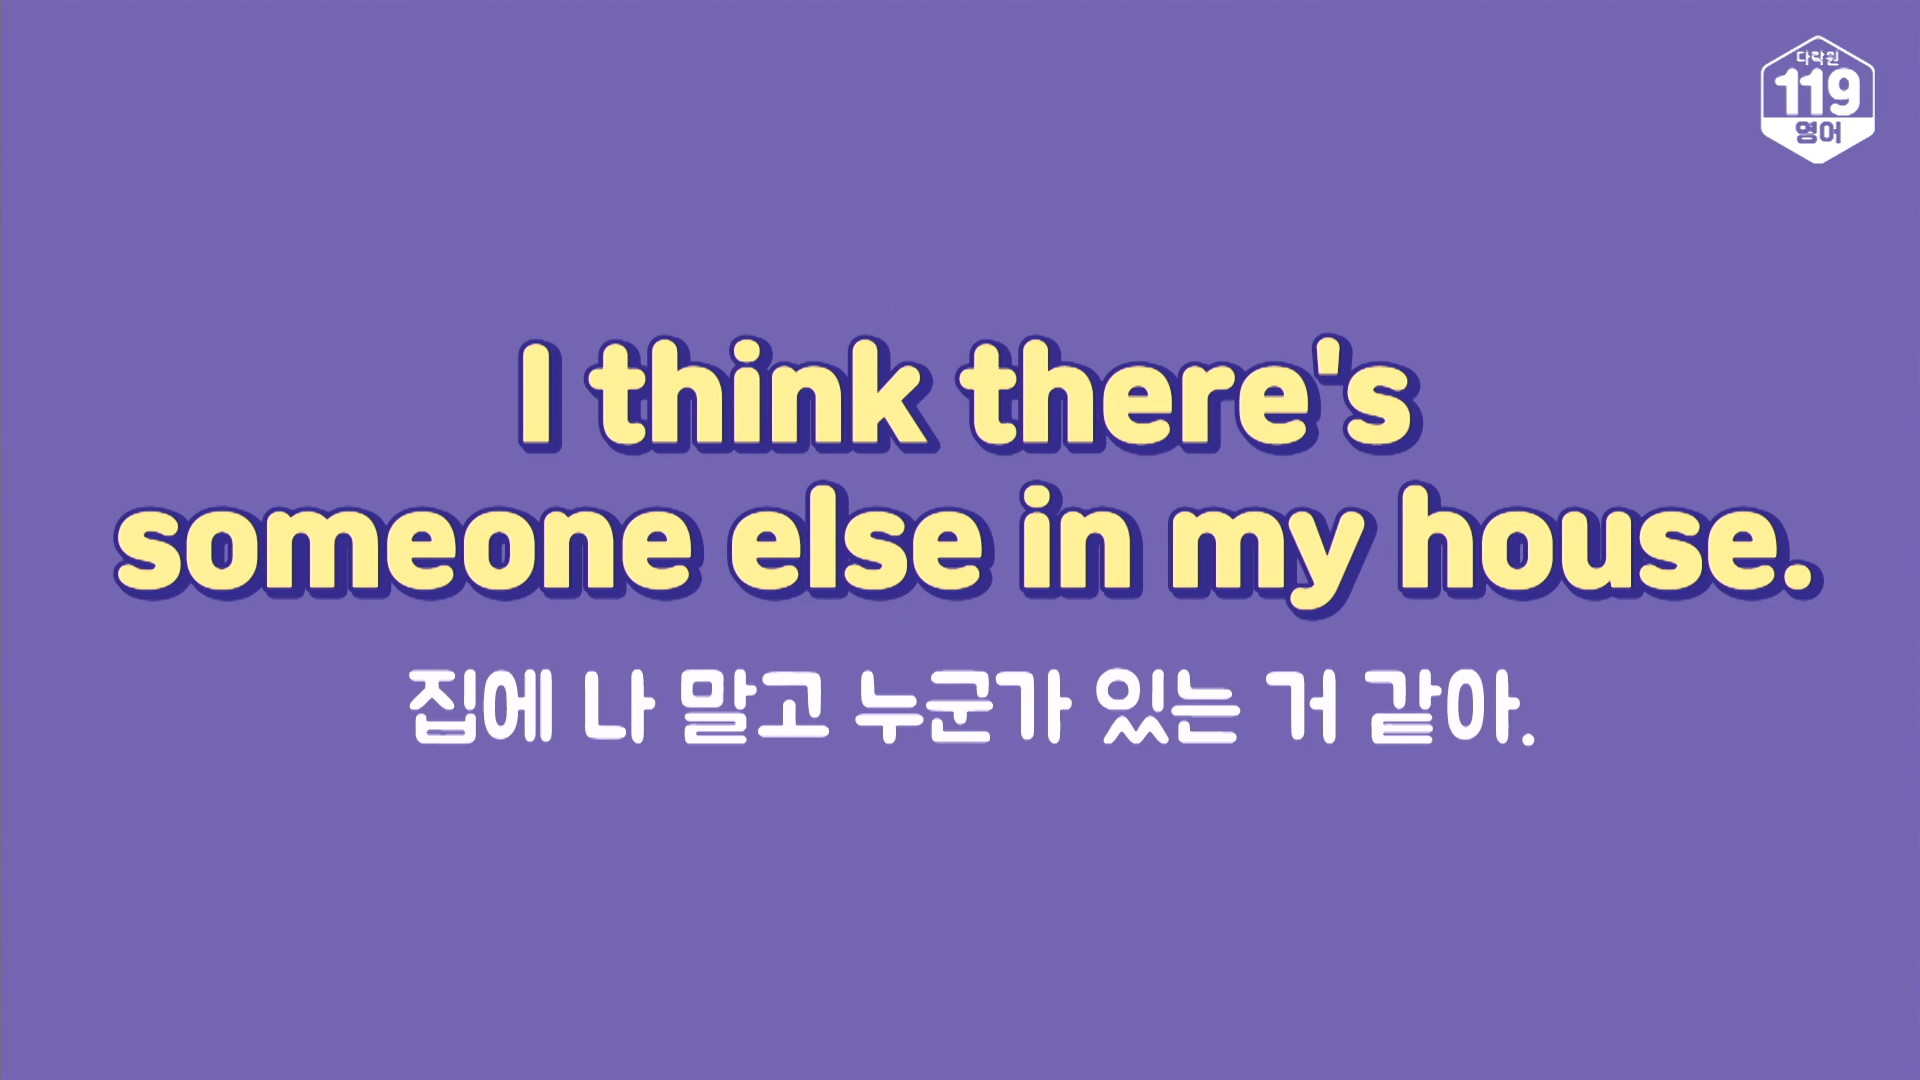 다락원
119
영어
I think there's
someone else in my house.
집에 나 말고 누군가 있는 거 같아.